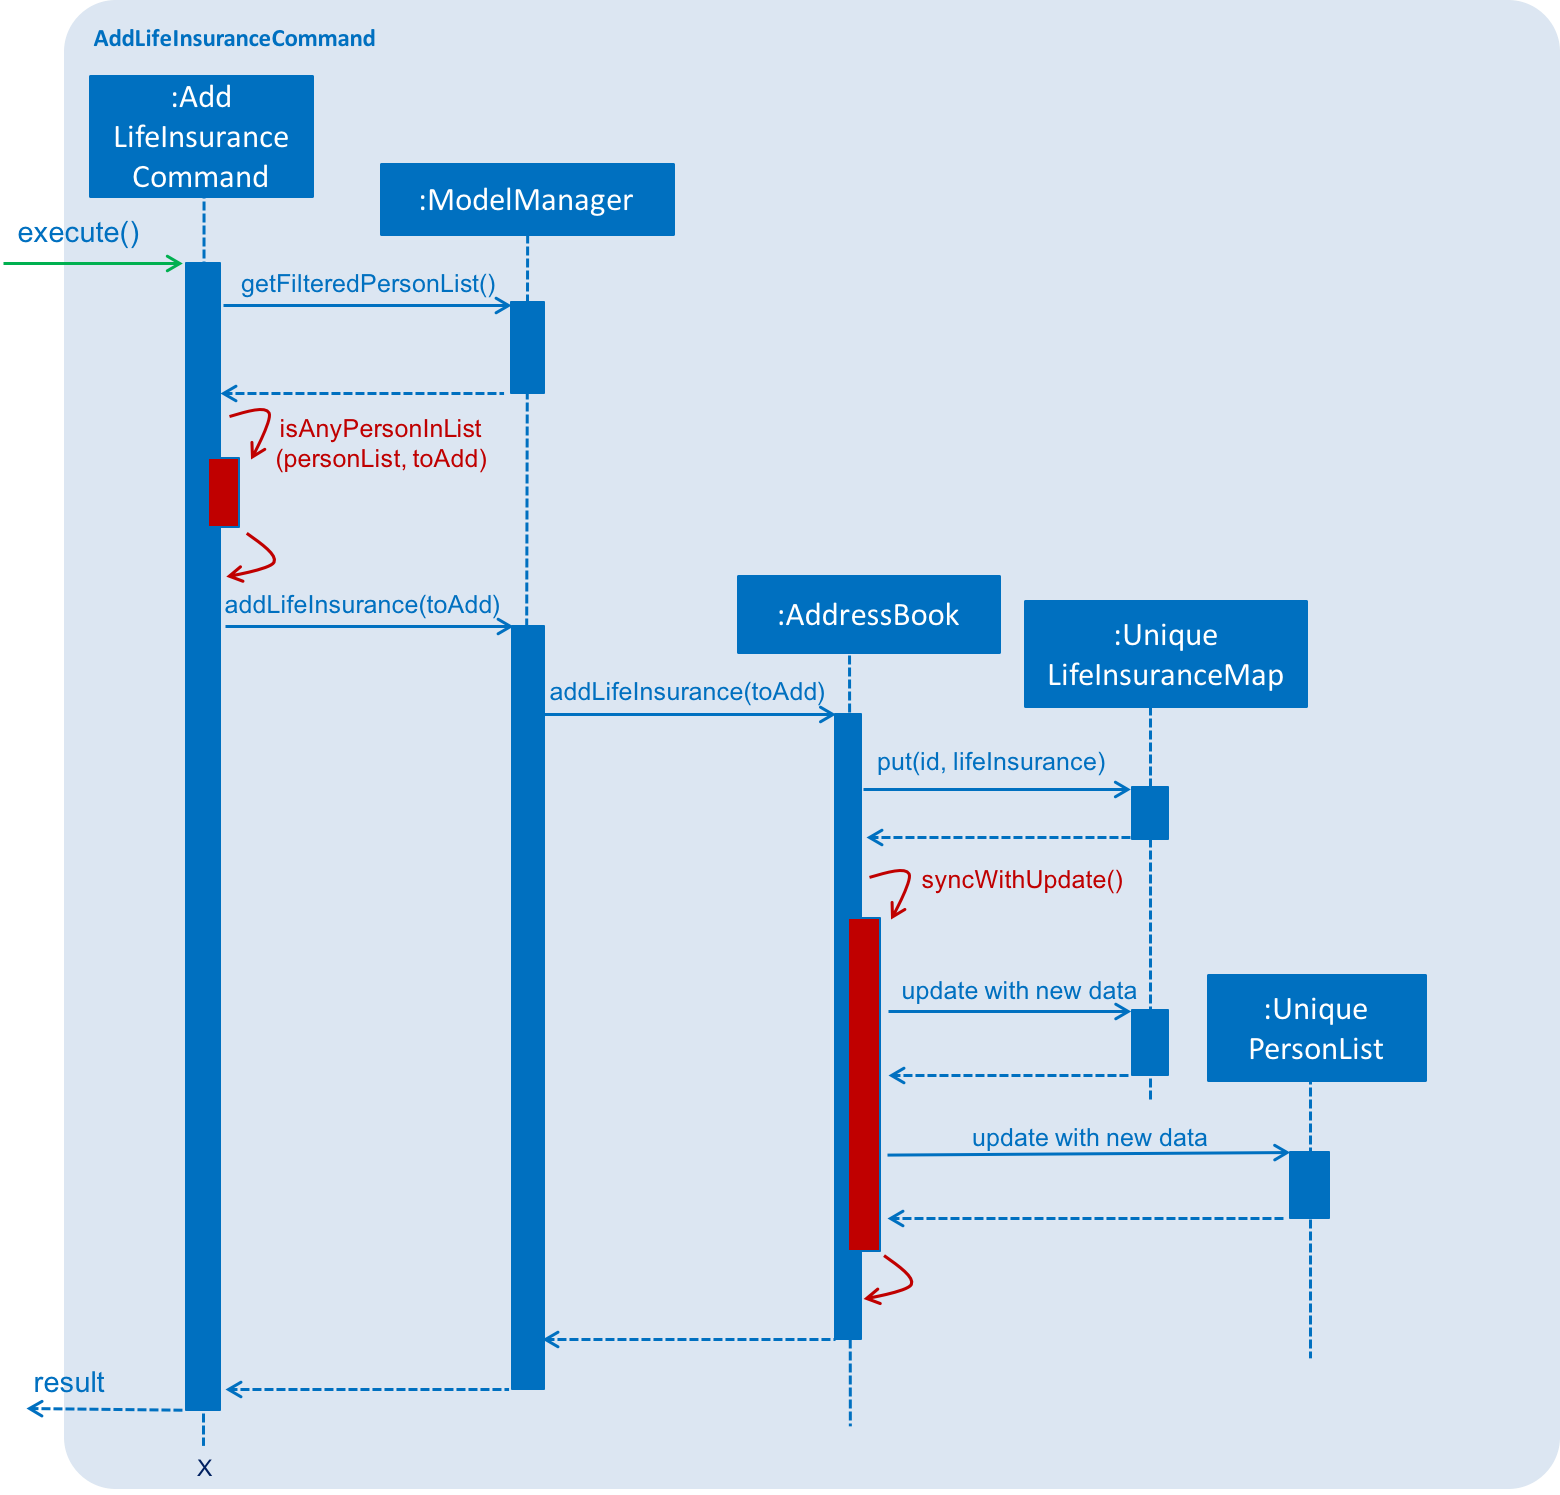 AddLifeInsuranceCommand
:Add
LifeInsurance
Command
:ModelManager
execute()
getFilteredPersonList()
isAnyPersonInList
(personList, toAdd)
addLifeInsurance(toAdd)
:AddressBook
:Unique
LifeInsuranceMap
addLifeInsurance(toAdd)
put(id, lifeInsurance)
syncWithUpdate()
update with new data
:Unique
PersonList
update with new data
result
X